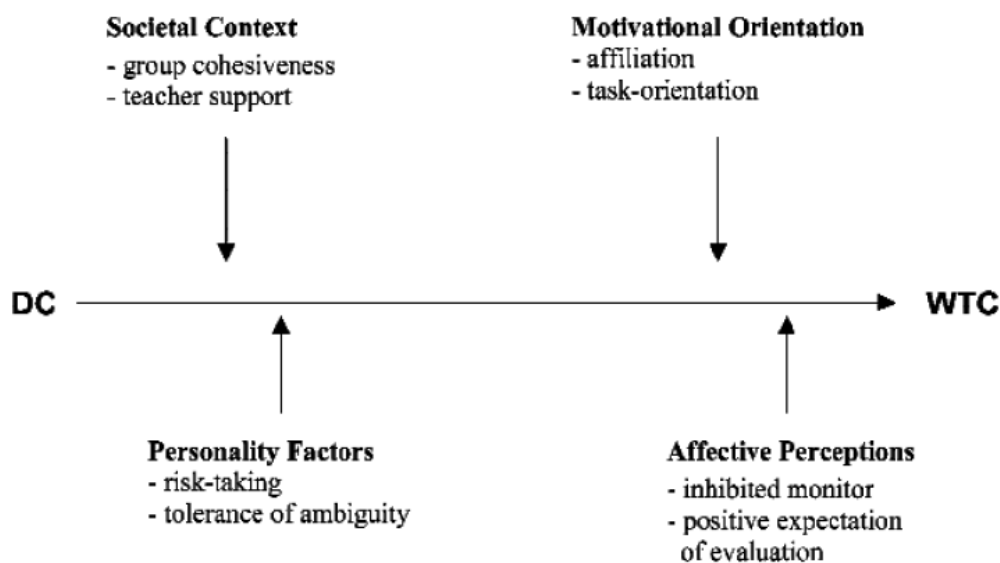 Societal Context
- group cohesiveness
- teacher support
Motivational Orientation
- affiliation
- task-orientation
DC
WTC
Personality Factors
- risk-taking
- tolerance of ambiguity
Affective Perceptions
- inhibited monitor
- positive expectation
of evaluation